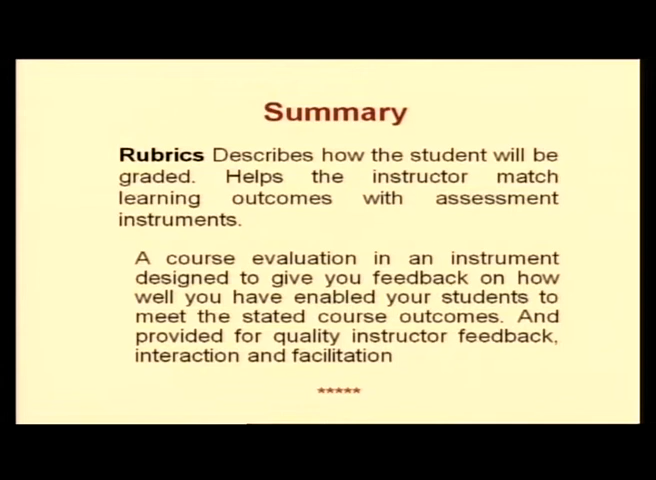 Summary
Rubrics Describes how the student will be
graded. Helps the instructor match
learning outcomes with assessment
instruments.
A course evaluation in an instrument
designed to give you feedback on how
well you have enabled your students to
meet the stated course outcomes. And
provided for quality instructor feedback,
interaction and facilitation
*****